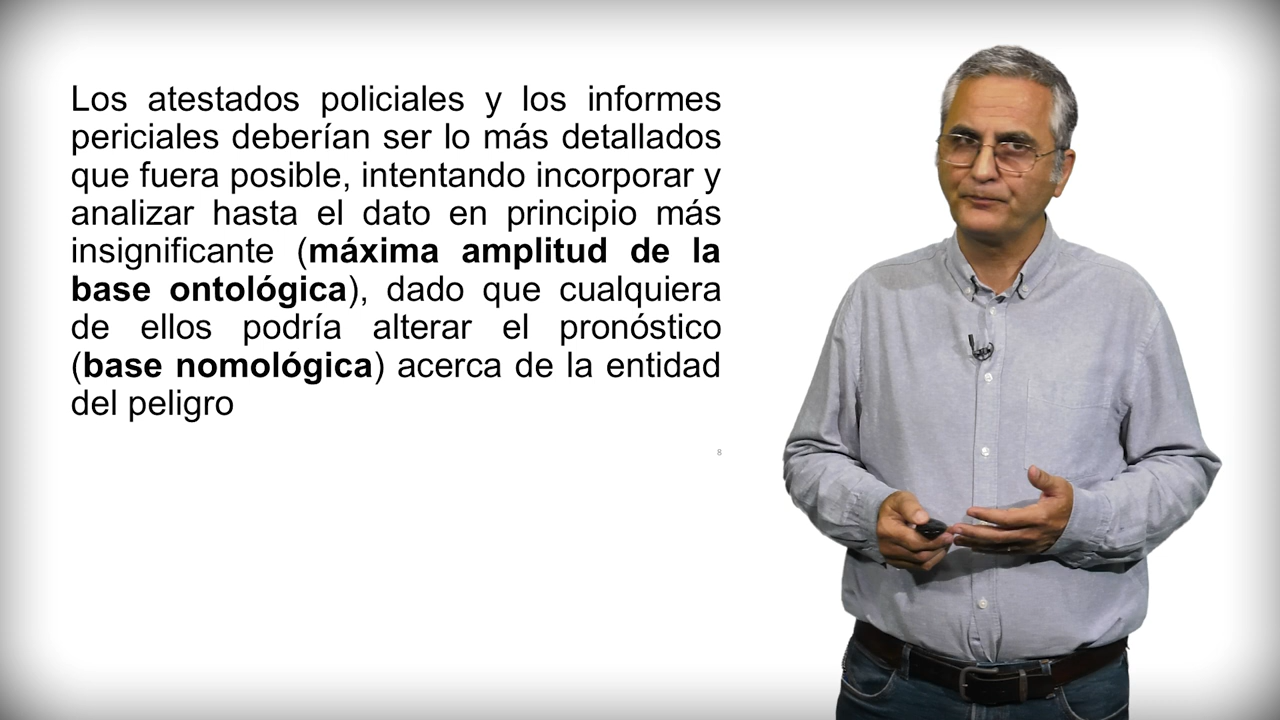 Los atestados policiales y los informes
periciales deberían ser lo más detallados
que fuera posible, intentando incorporar y
analizar hasta el dato en principio más
insignificante (máxima amplitud de la
base ontológica), dado que cualquiera
de ellos podría alterar el pronóstico
(base nomológica) acerca de la entidad
del peligro
8